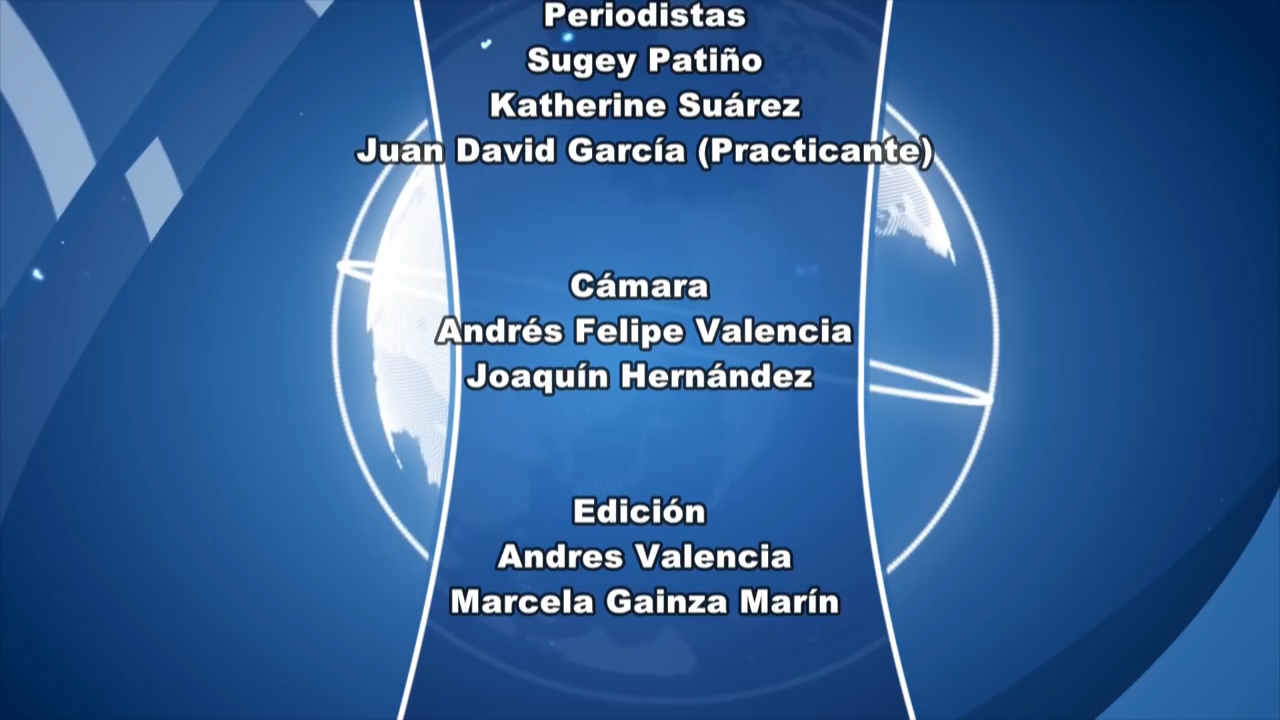 Periodistas
Sugey Patiño
Katherine Suárez
Juan David García (Practicante)
Cámara
Andrés Felipe Valencia
Joaquín Hernández
Edición
Andres Valencia
Marcela Gainza Marín